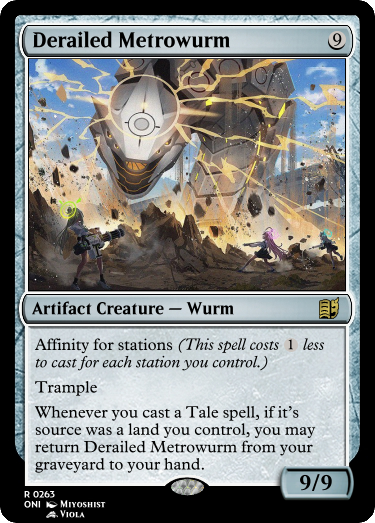 Derailed Metrowurm 9
Artifact Creature — Wurm
Affinity for stations (This spell costs 1 less
to cast for each station you control.)
Trample
Whenever you cast a Tale spell, if it's
source was a land you control, you may
return Derailed Metrowurm from your
graveyard to your hand.
9/9
R 0263
ONI Miyoshist
Viola